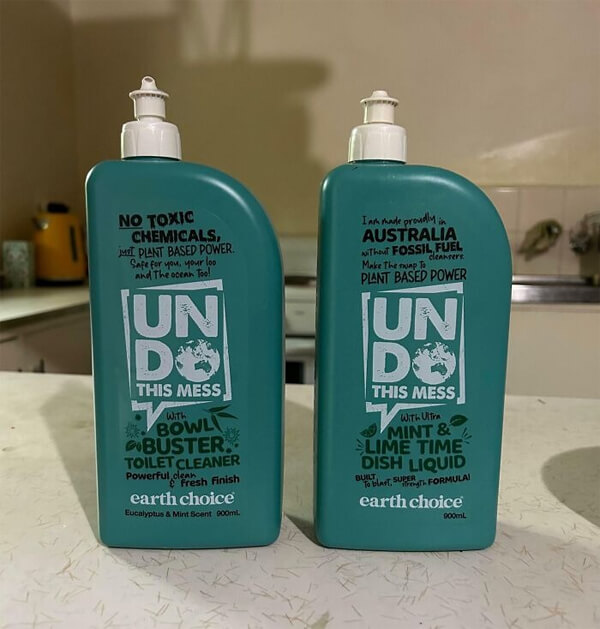 NO TOXIC
CHEMICALS,
just PLANT BASED POWER.
Safe for you, your loo
and The ocean Too!
UN
DO
THIS MESS
With
BOWL
BUSTER
TOILET CLEANER
Powerful clean
& fresh finish
earth choice
Eucalyptus & Mint Scent 900mL
I am made proudly in
AUSTRALIA
without FOSSIL FUEL
cleansers.
Make The swap To
PLANT BASED POWER
UN
DO
THIS MESS
With Ultra
MINT &
LIME TIME
DISH LIQUID
BUILT SUPER
To blast, strength FORMULA!
earth choice
900mL